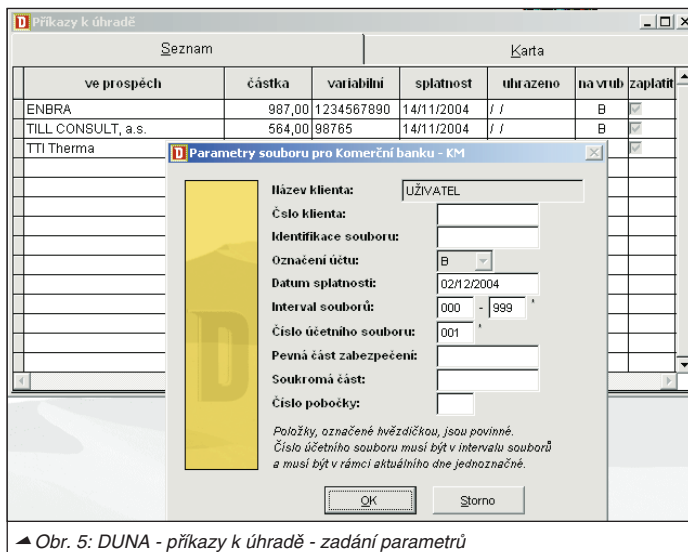 D Příkazy k úhradě
Seznam Karta
ve prospěch částka variabilní splatnost uhrazeno na vrub zaplatit
ENBRA 987,00 1234567890 14/11/2004 / / B
TILL CONSULT, a.s. 564,00 98765 14/11/2004 / / B
TTI Therma
D Parametry souboru pro Komerční banku - KM
Název klienta: UŽIVATEL
Čslo klienta:
Identifikace souboru:
Označení účtu: B
Datum splatnosti: 02/12/2004
Interval souborů: 000 - 999 *
Číslo účetního souboru: 001 *
Pevná část zabezpečení:
Soukromá část:
Číslo pobočky:
D
Položky, označené hvězdičkou, jsou povinné.
Číslo účetního souboru musí být v intervalu souborů
a musí být v rámci aktuálního dne jednoznačné.
OK Storno
Obr. 5: DUNA - příkazy k úhradě - zadání parametrů